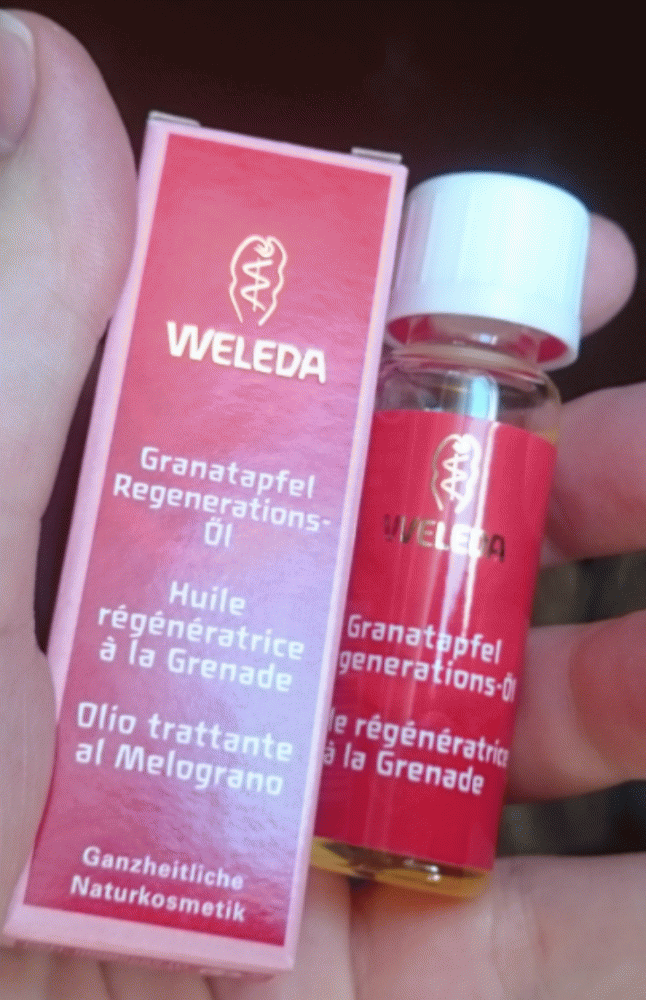 WELEDA
Granatapfel
Regenerations-
Öl
Huile
régénératrice
à la Grenade
Olio trattante
al Melograno
Ganzheitliche
Naturkosmetik
WELEDA
Granatapfel
generations-Öl
le régénératrice
à la Grenade